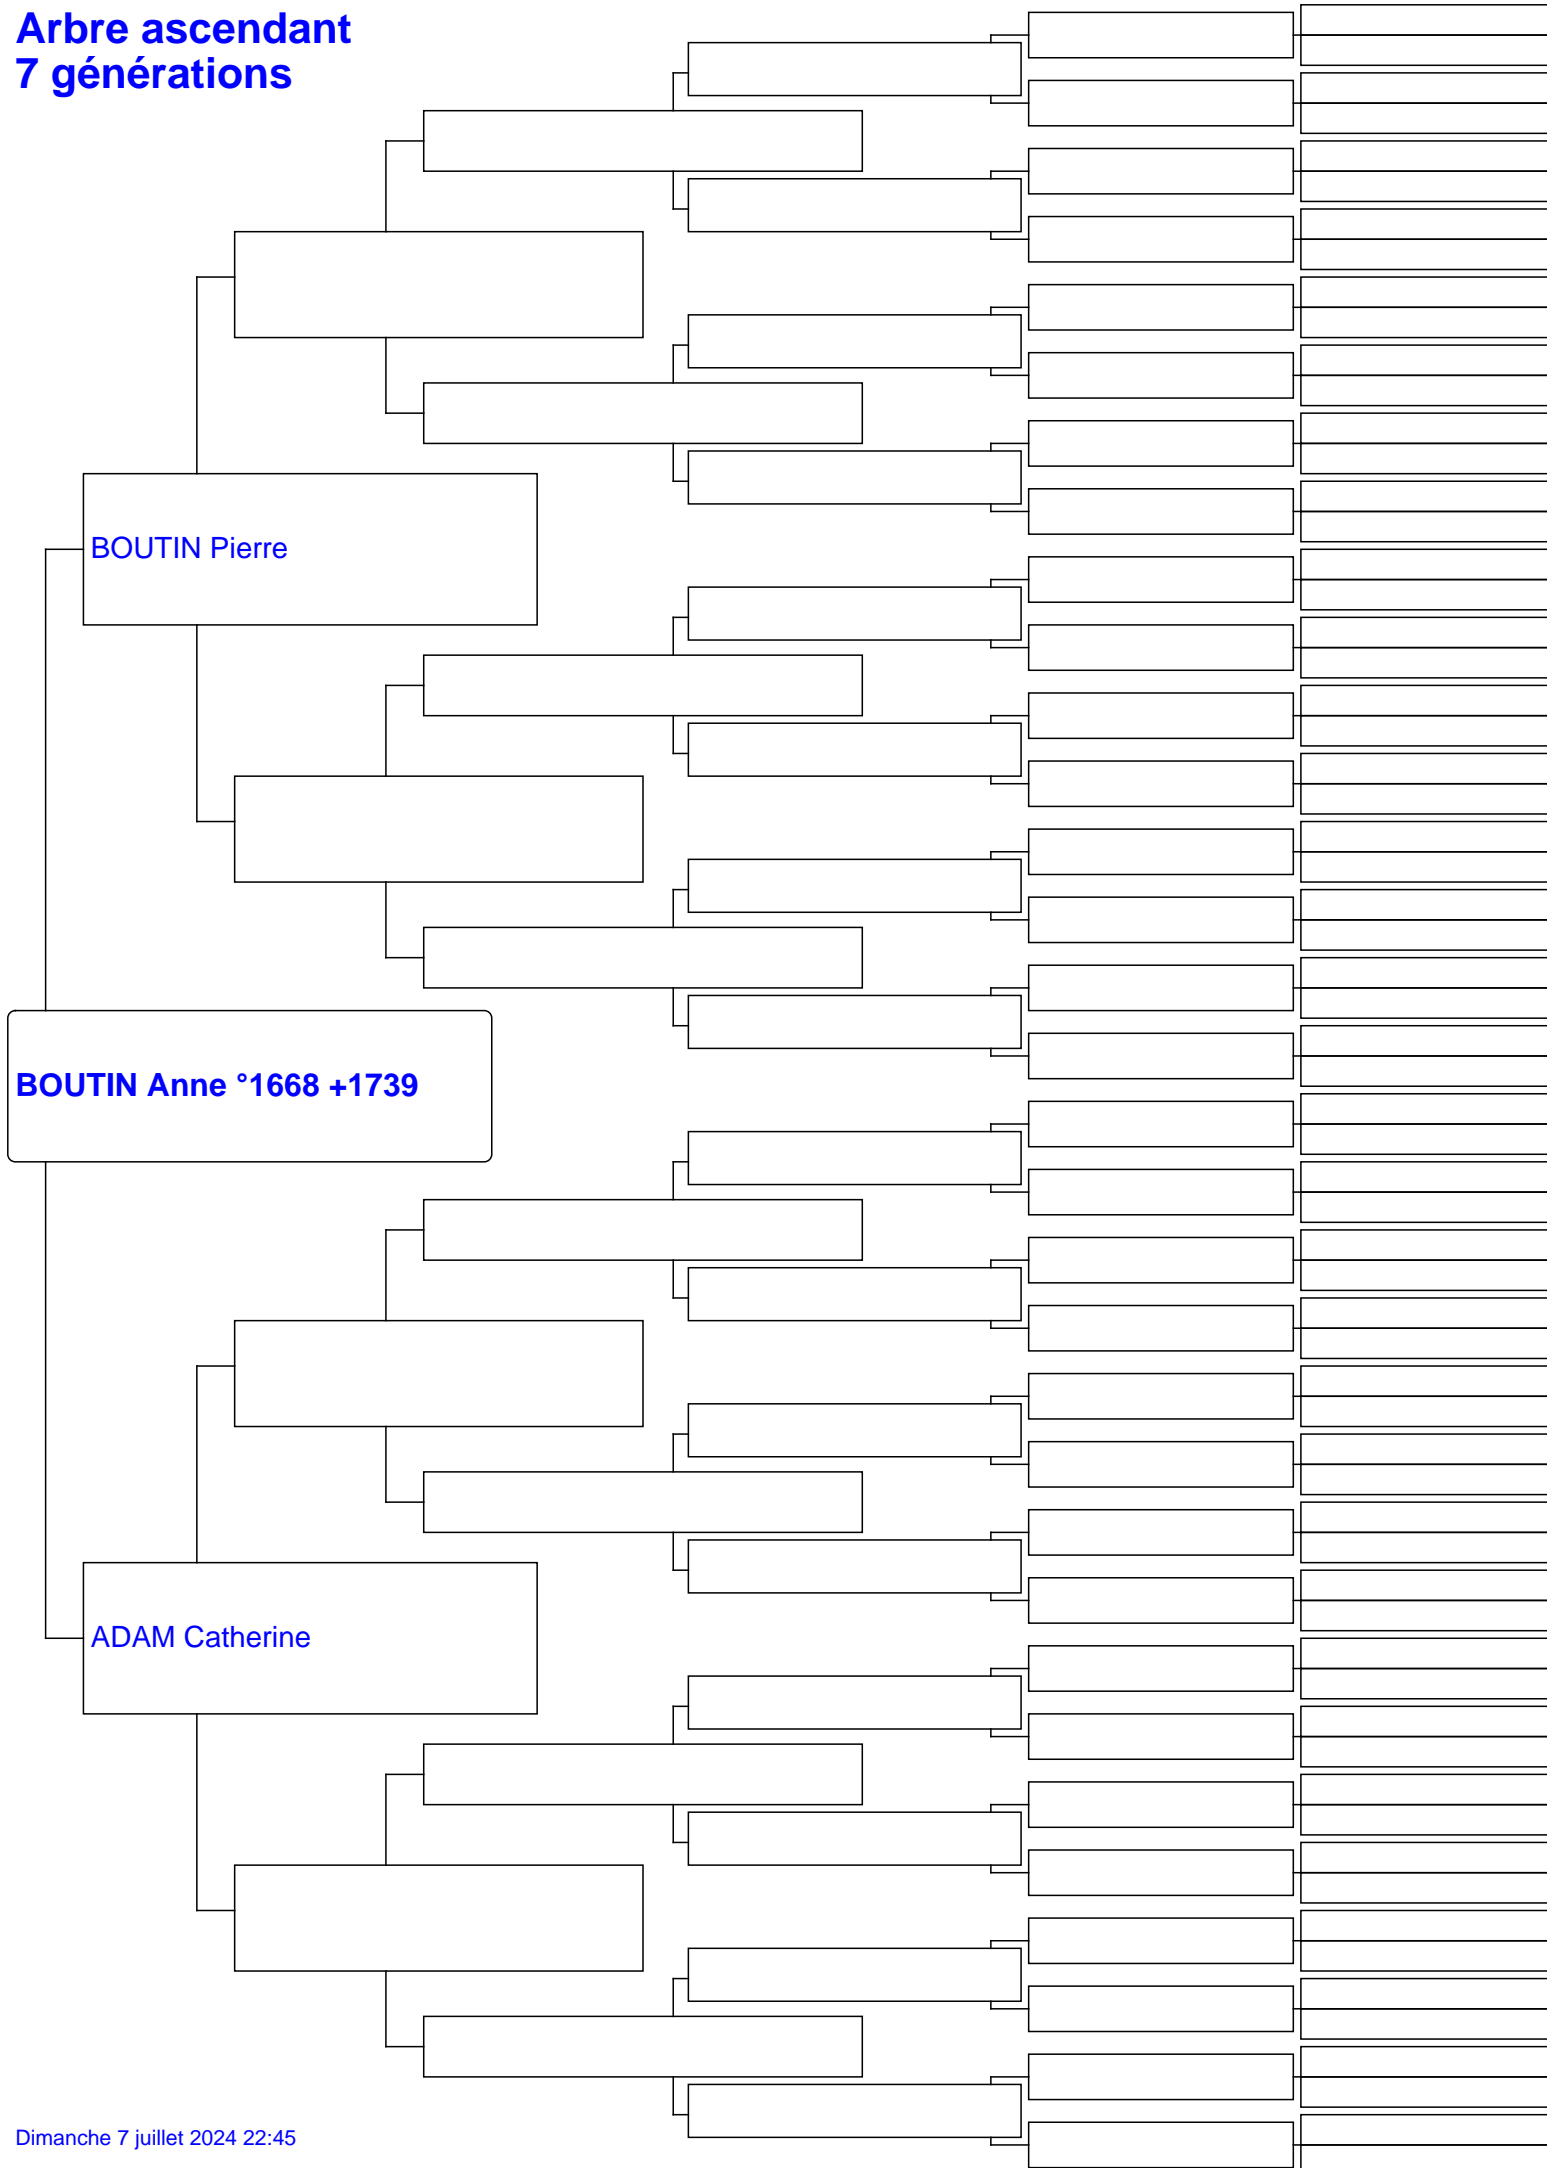 Arbre ascendant
7 générations
BOUTIN Pierre
BOUTIN Anne °1668 +1739
ADAM Catherine
Dimanche 7 juillet 2024 22:45